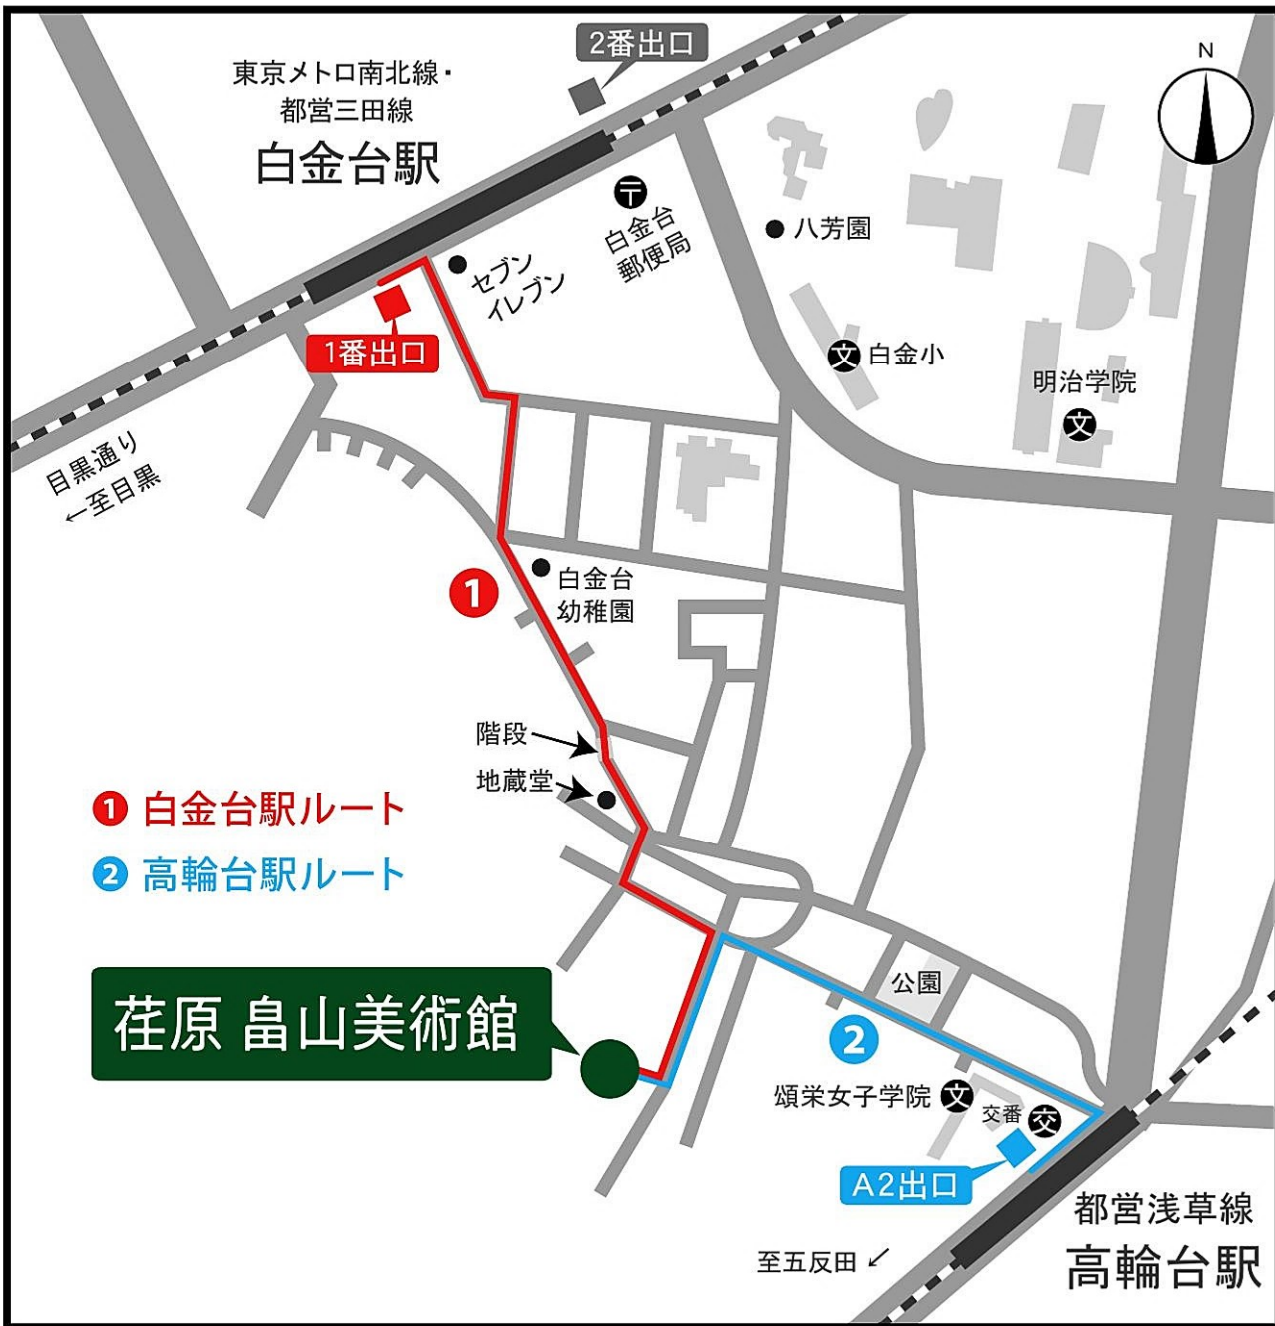 2番出口
N
東京メトロ南北線・
都営三田線
白金台駅
〒
白金台
郵便局
八芳園
セブン
イレブン
1番出口
文
白金小
明治学院
文
目黒通り
←至目黒
1
白金台
幼稚園
階段
地蔵堂
1 白金台駅ルート
2 高輪台駅ルート
荏原 畠山美術館
公園
2
頌栄女子学院
文
交番
交
A2出口
都営浅草線
高輪台駅
至五反田↙